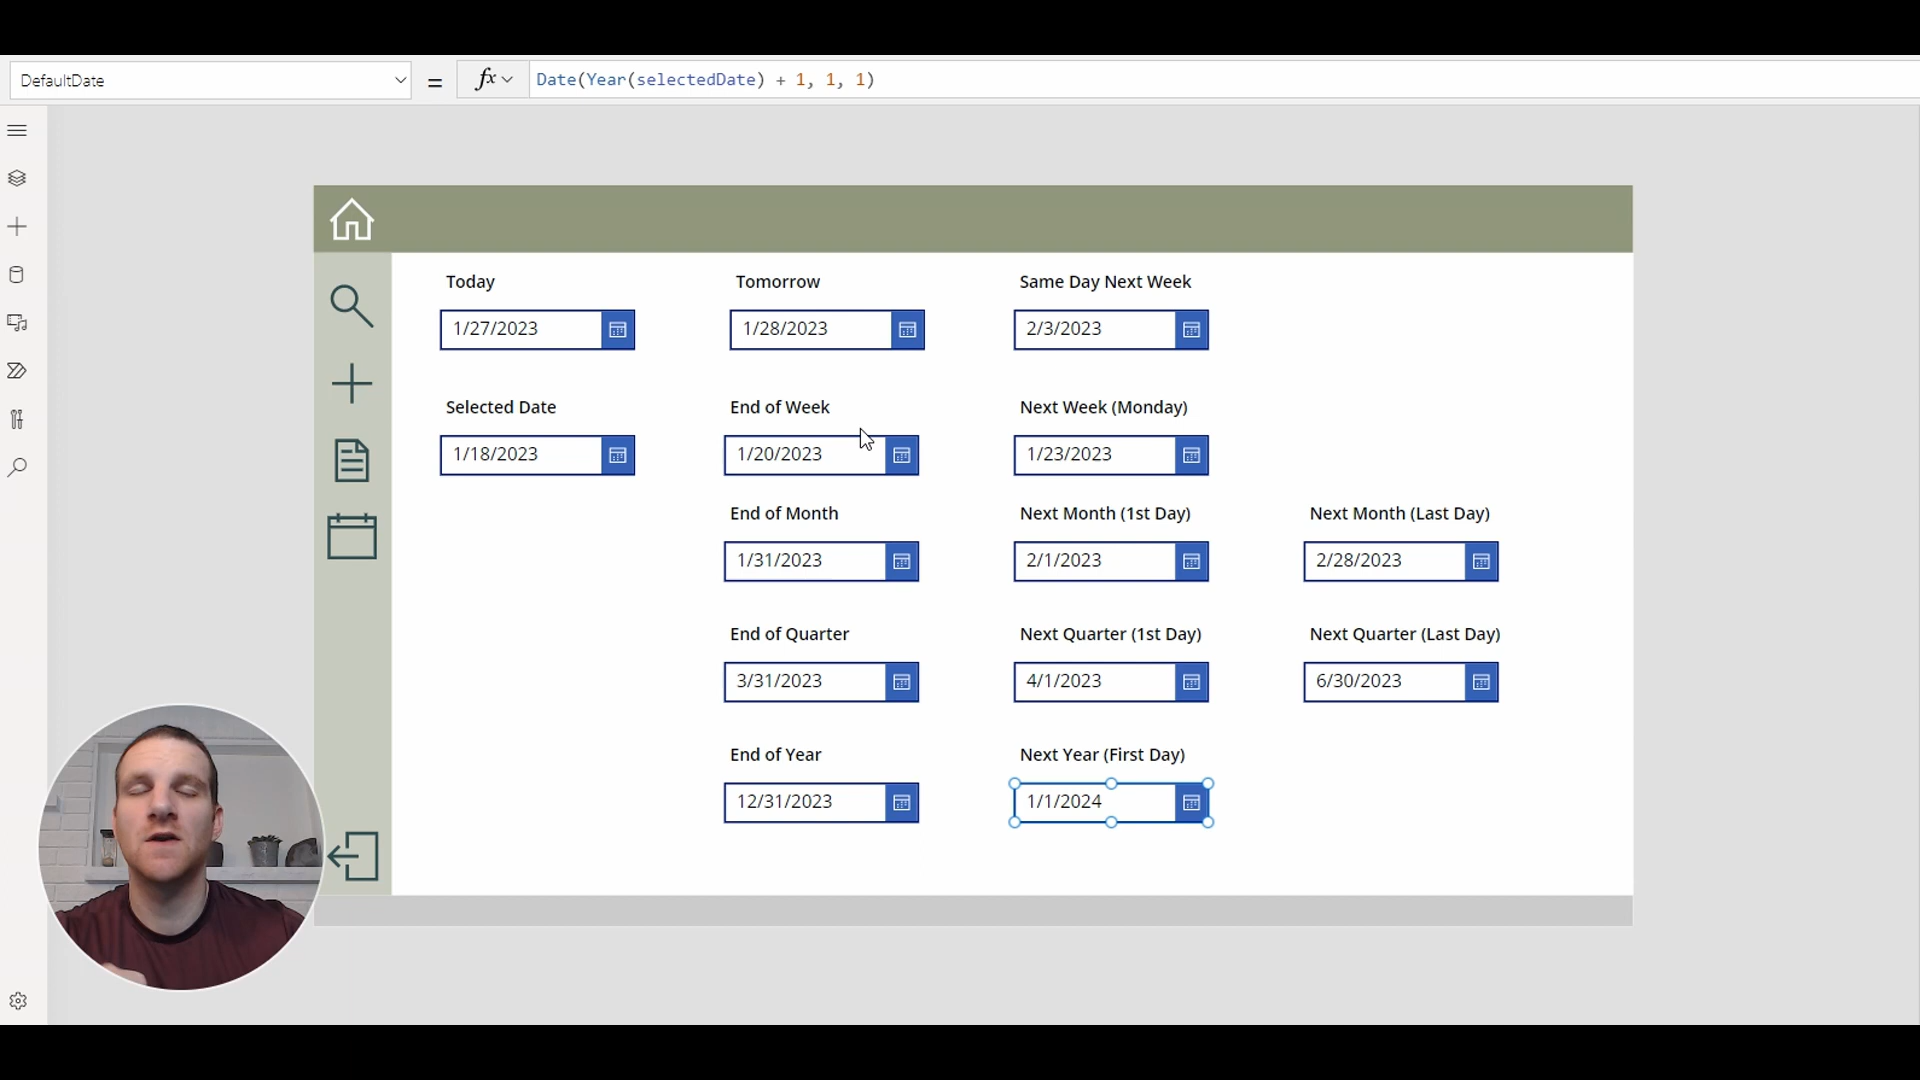 DefaultDate = fx Date(Year(selectedDate) + 1, 1, 1)
Today Tomorrow Same Day Next Week
1/27/2023 1/28/2023 2/3/2023
Selected Date End of Week Next Week (Monday)
1/18/2023 1/20/2023 1/23/2023
End of Month Next Month (1st Day) Next Month (Last Day)
1/31/2023 2/1/2023 2/28/2023
End of Quarter Next Quarter (1st Day) Next Quarter (Last Day)
3/31/2023 4/1/2023 6/30/2023
End of Year Next Year (First Day)
12/31/2023 1/1/2024